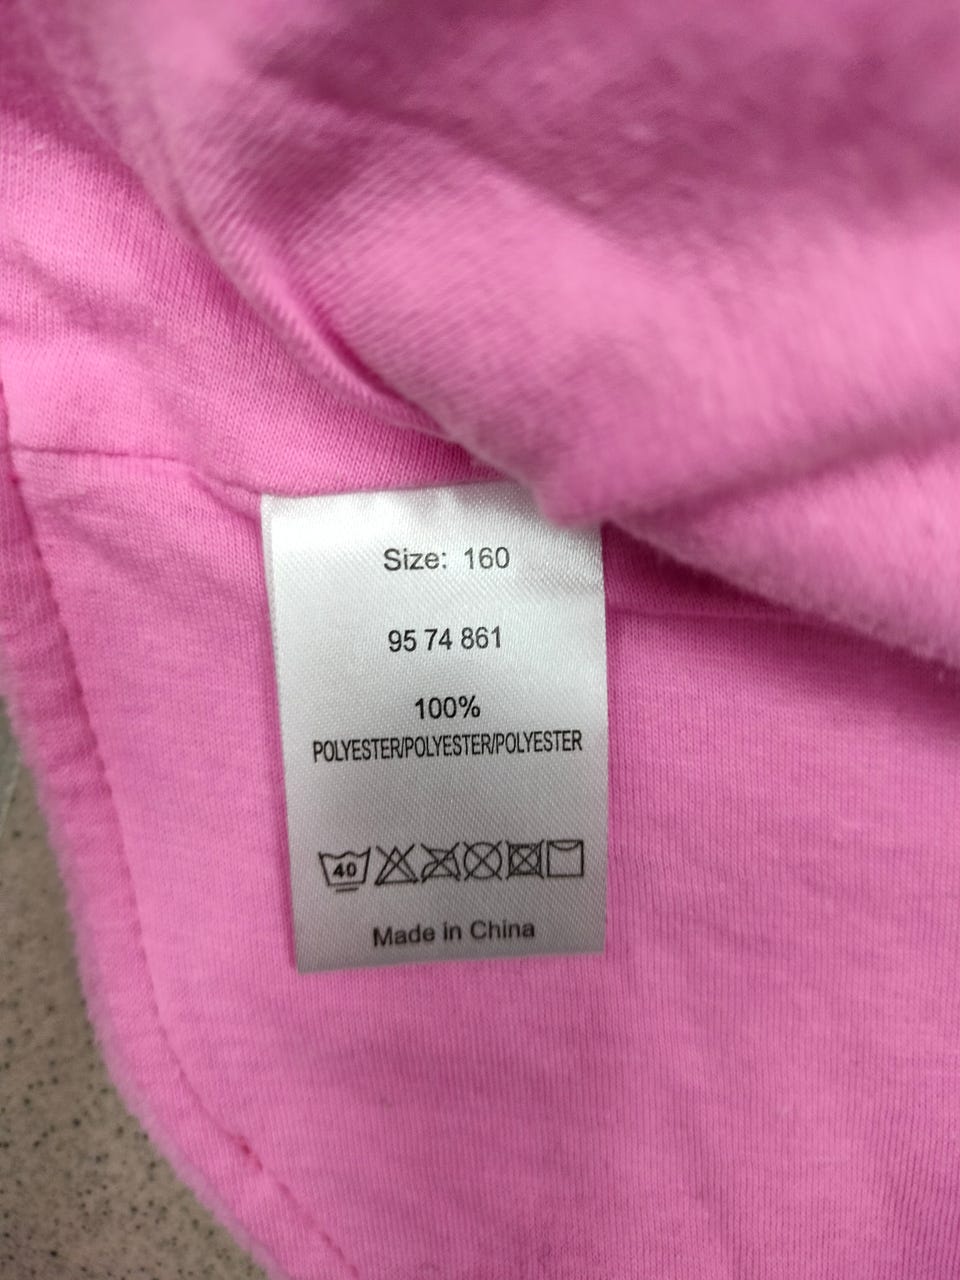 Size: 160
95 74 861
100%
POLYESTER/POLYESTER/POLYESTER
40
Made in China